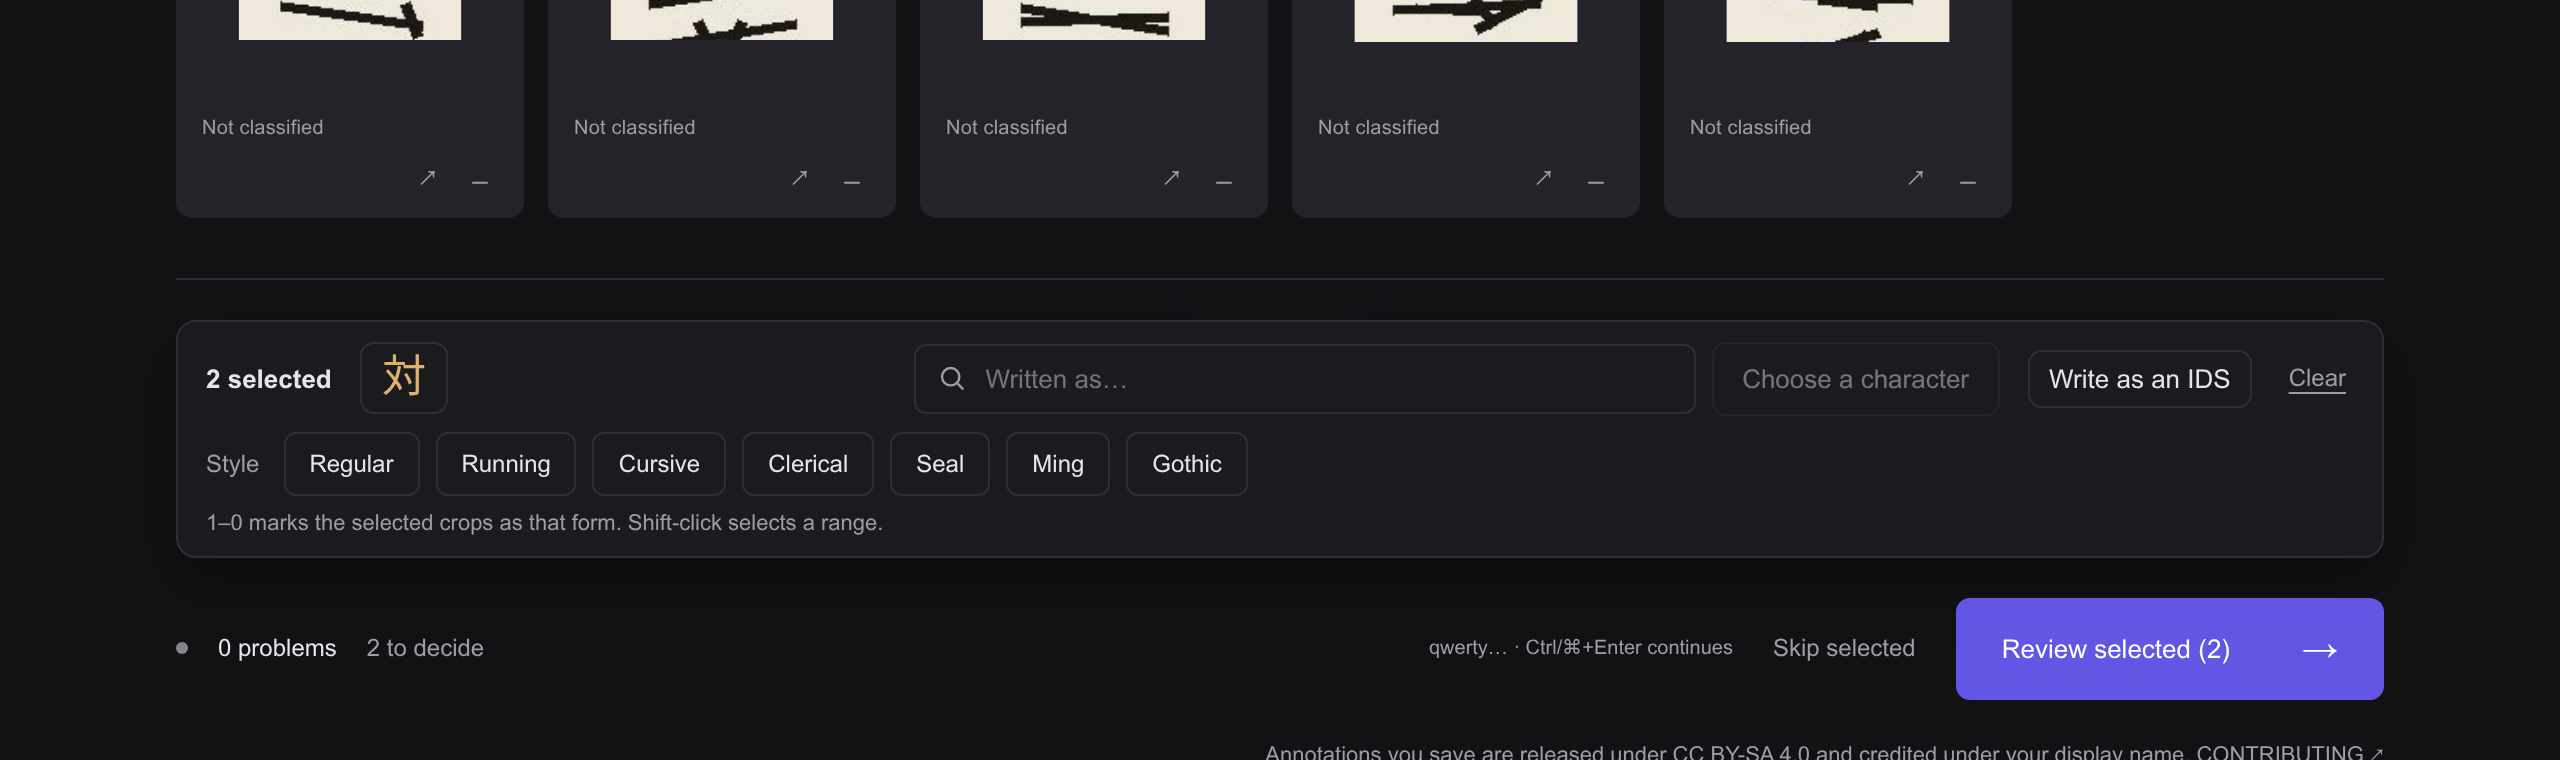 Not classified
Not classified
Not classified
Not classified
Not classified
↗ –
↗ –
↗ –
↗ –
↗ –
2 selected 対 Written as… Choose a character Write as an IDS Clear
Style Regular Running Cursive Clerical Seal Ming Gothic
1–0 marks the selected crops as that form. Shift-click selects a range.
0 problems 2 to decide qwerty… · Ctrl/⌘+Enter continues Skip selected Review selected (2) →
Annotations you save are released under CC BY-SA 4.0 and credited under your display name. CONTRIBUTING ↗